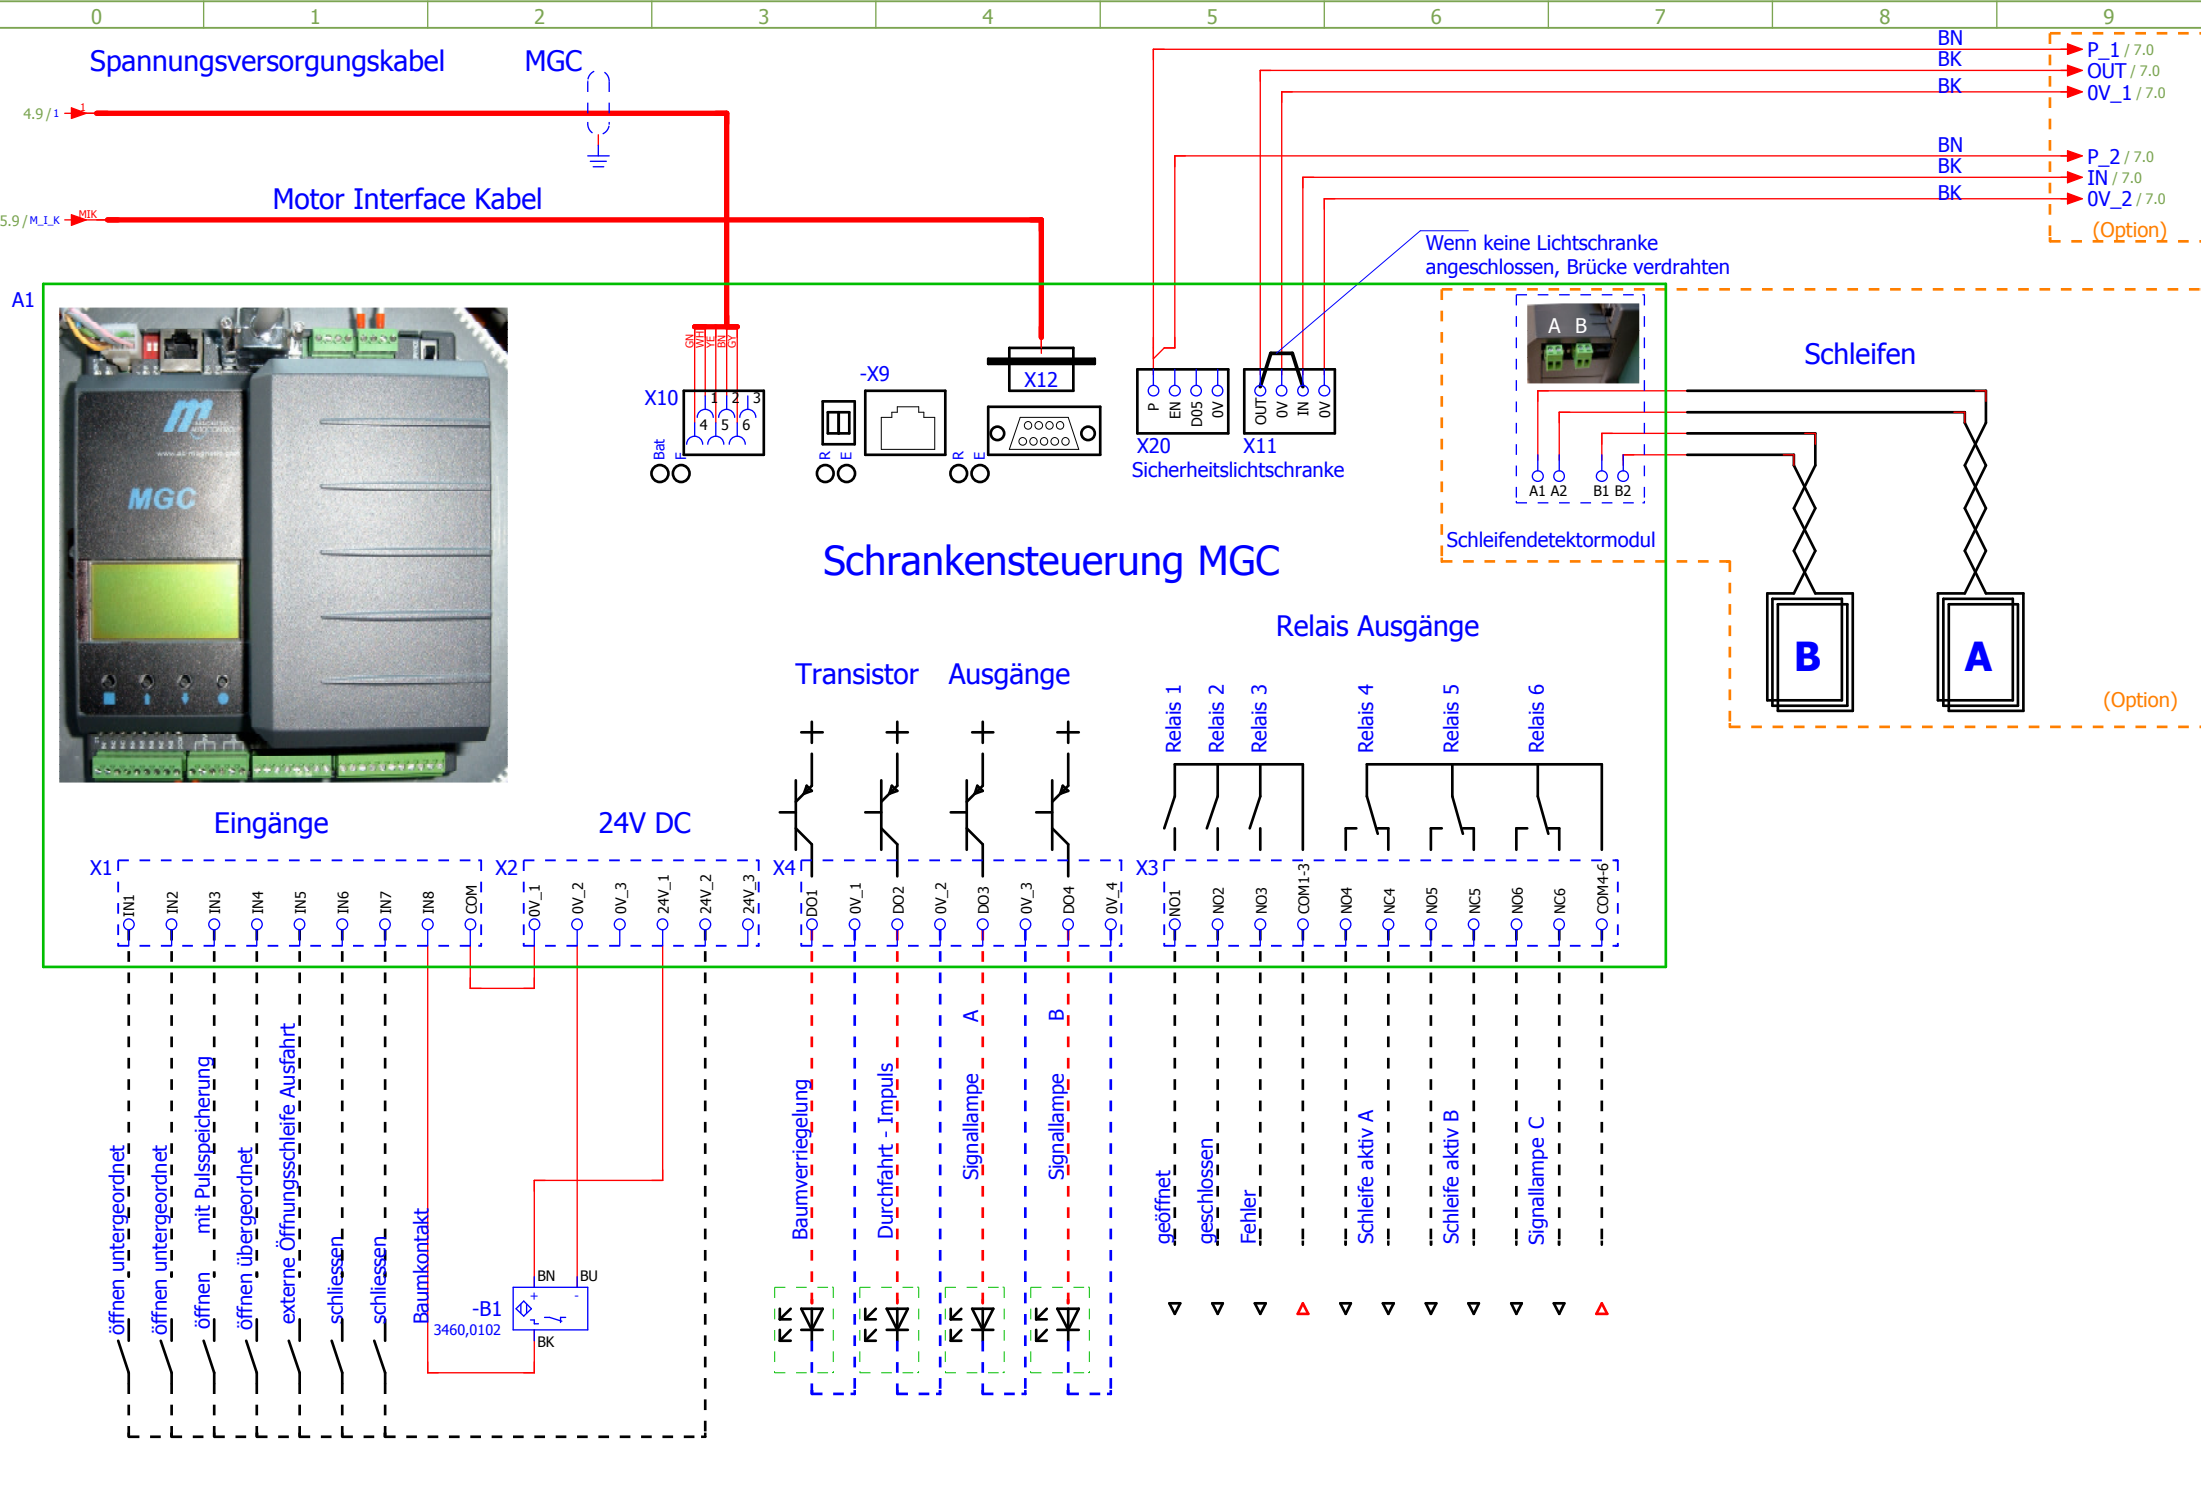 0 1 2 3 4 5 6 7 8 9
Spannungsversorgungskabel MGC
4.9/1 1
Motor Interface Kabel
5.9/M_I_K MIK
BN P_1 / 7.0
BK OUT / 7.0
BK 0V_1 / 7.0
BN P_2 / 7.0
BK IN / 7.0
BK 0V_2 / 7.0
(Option)
Wenn keine Lichtschranke
angeschlossen, Brücke verdrahten
A1
MGC
GN WH YE BN GY
X10
1 2 3
4 5 6
Bat F
-X9
R E
X12
R E
P EN DO5 0V
X20
OUT 0V IN 0V
X11
Sicherheitslichtschranke
A B
A1 A2 B1 B2
Schleifendetektormodul
Schleifen
B A
(Option)
Schrankensteuerung MGC
Relais Ausgänge
Transistor Ausgänge
Relais 1 Relais 2 Relais 3 Relais 4 Relais 5 Relais 6
Eingänge
24V DC
X1
IN1 IN2 IN3 IN4 IN5 IN6 IN7 IN8 COM
X2
0V_1 0V_2 0V_3 24V_1 24V_2 24V_3
X4
DO1 0V_1 DO2 0V_2 DO3 0V_3 DO4 0V_4
X3
NO1 NO2 NO3 COM1-3 NO4 NC4 NO5 NC5 NO6 NC6 COM4-6
öffnen untergeordnet
öffnen untergeordnet
öffnen mit Pulsspeicherung
öffnen übergeordnet
externe Öffnungsschleife Ausfahrt
schliessen
schliessen
Baumkontakt
BN BU
+ -
-B1
3460,0102
BK
Baumverriegelung
Durchfahrt - Impuls
Signallampe A
Signallampe B
geöffnet
geschlossen
Fehler
Schleife aktiv A
Schleife aktiv B
Signallampe C